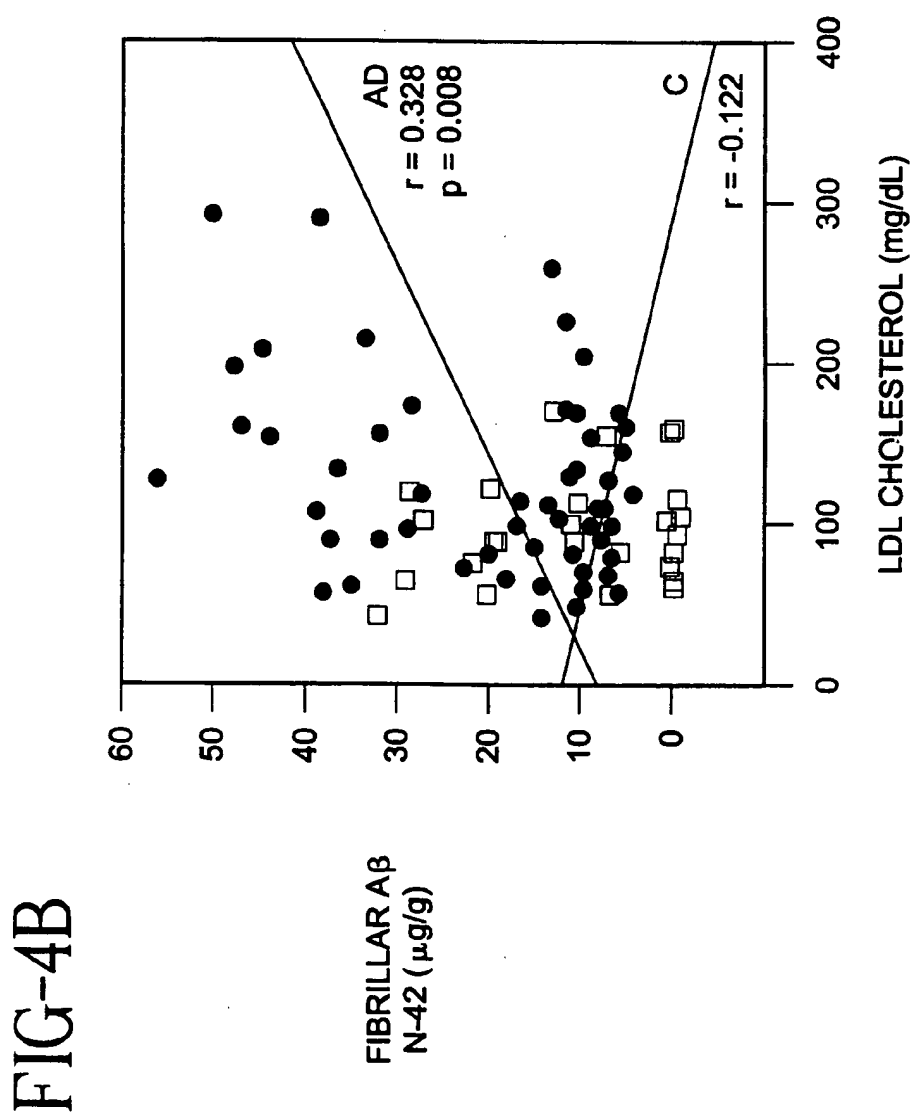 FIG-4B
FIBRILLAR Aβ
N-42 (μg/g)
60
50
40
30
20
10
0
AD
r = 0.328
p = 0.008
C
r = -0.122
0
100
200
300
400
LDL CHOLESTEROL (mg/dL)